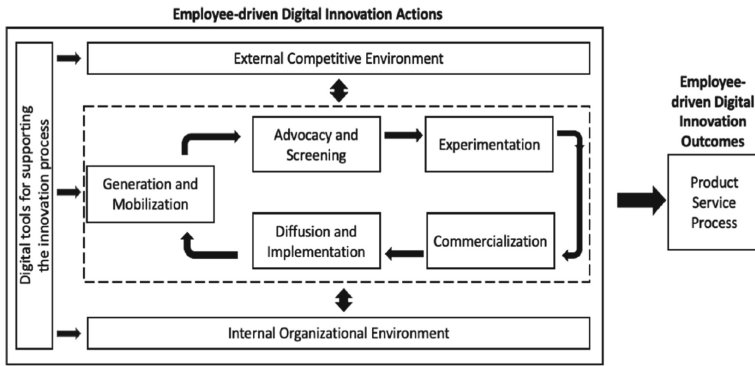 Employee-driven Digital Innovation Actions
Digital tools for supporting
the innovation process
External Competitive Environment
Advocacy and
Screening
Experimentation
Generation and
Mobilization
Diffusion and
Implementation
Commercialization
Internal Organizational Environment
Employee-
driven Digital
Innovation
Outcomes
Product
Service
Process